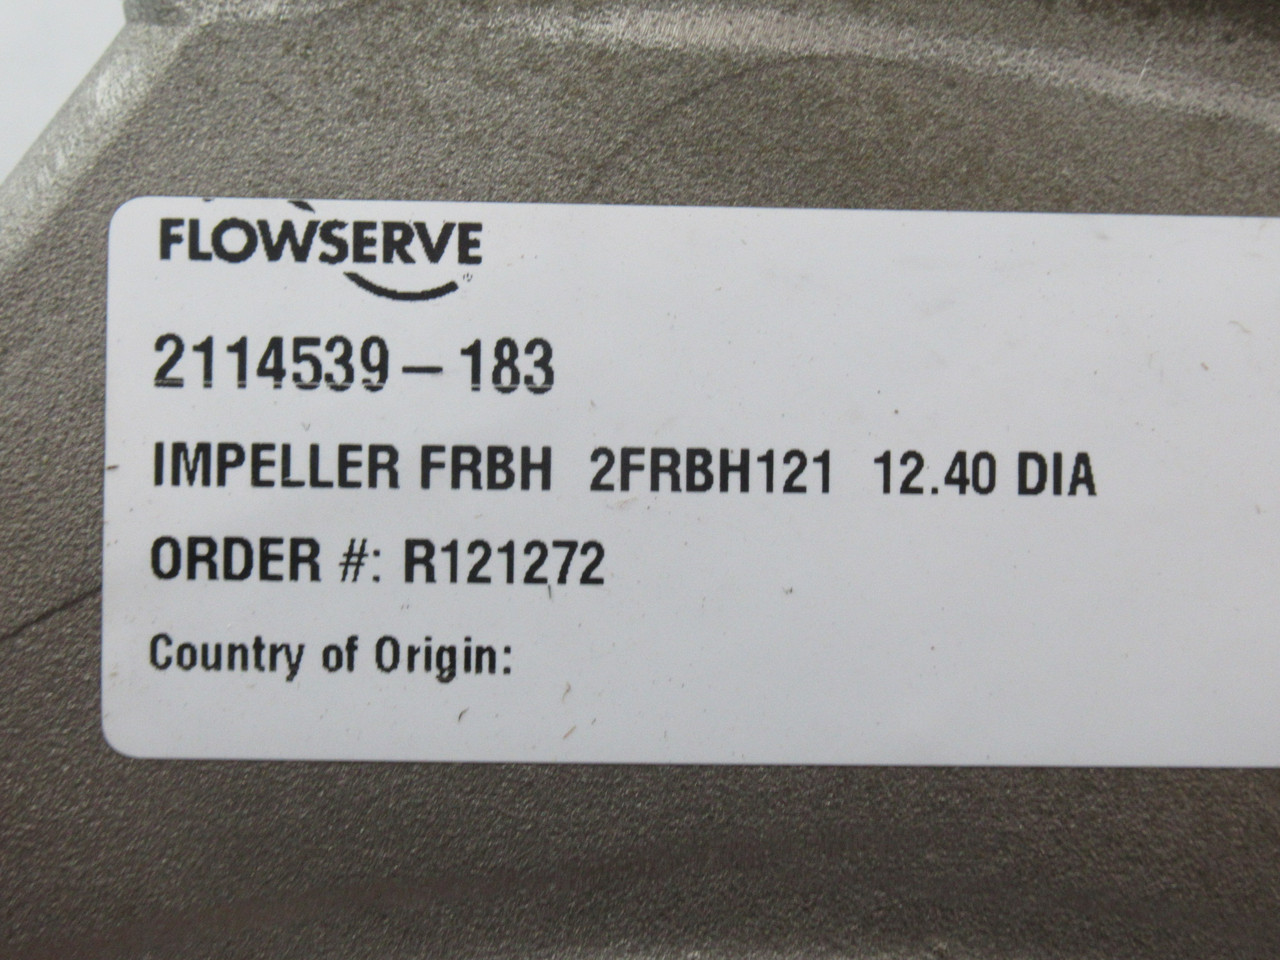 FLOWSERVE
2114539 – 183
IMPELLER FRBH 2FRBH121 12.40 DIA
ORDER #: R121272
Country of Origin: